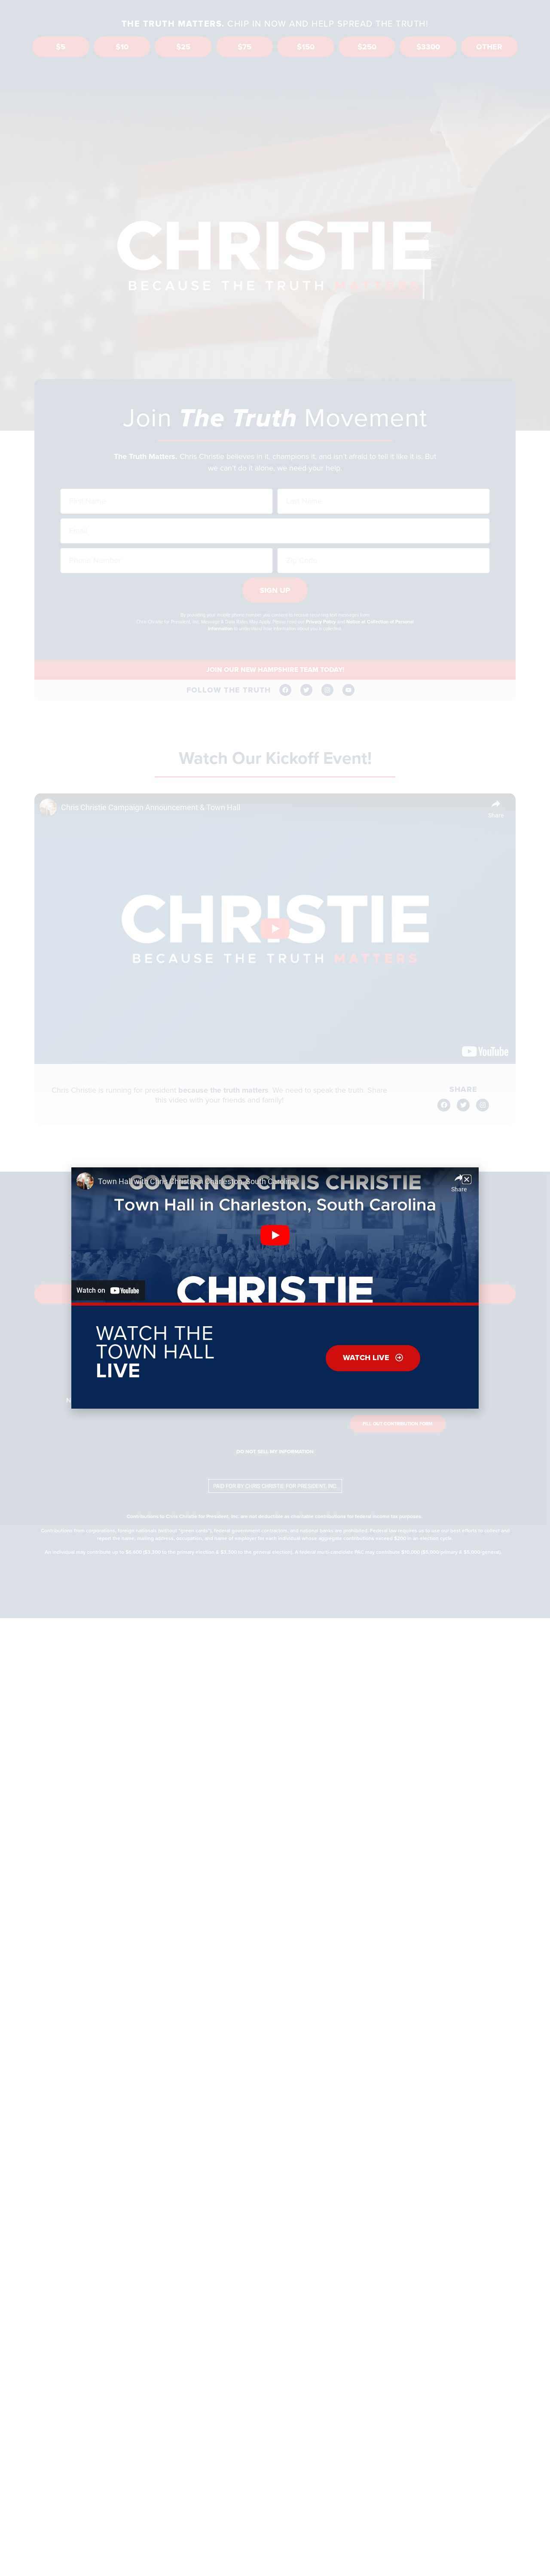 THE TRUTH MATTERS. CHIP IN NOW AND HELP SPREAD THE TRUTH!
$5 $10 $25 $75 $150 $250 $3300 OTHER
CHRISTIE
BECAUSE THE TRUTH MATTERS
Join The Truth Movement
The Truth Matters. Chris Christie believes in it, champions it, and isn't afraid to tell it like it is. But
we can't do it alone, we need your help.
First Name Last Name
Email
Phone Number Zip Code
SIGN UP
JOIN OUR NEW HAMPSHIRE TEAM TODAY!
FOLLOW THE TRUTH
Watch Our Kickoff Event!
Chris Christie Campaign Announcement & Town Hall
Share
CHRISTIE
BECAUSE THE TRUTH MATTERS
YouTube
Chris Christie is running for president because the truth matters. We need to speak the truth. Share
this video with your friends and family!
SHARE
GOVERNOR CHRIS CHRISTIE
Town Hall with Chris Christie in Charleston, South Carolina
Share
Town Hall in Charleston, South Carolina
CHRISTIE
Watch on YouTube
WATCH THE
TOWN HALL
LIVE
WATCH LIVE
FILL OUT CONTRIBUTION FORM
DO NOT SELL MY INFORMATION
PAID FOR BY CHRIS CHRISTIE FOR PRESIDENT, INC.
Contributions to Chris Christie for President, Inc. are not deductible as charitable contributions for federal income tax purposes.